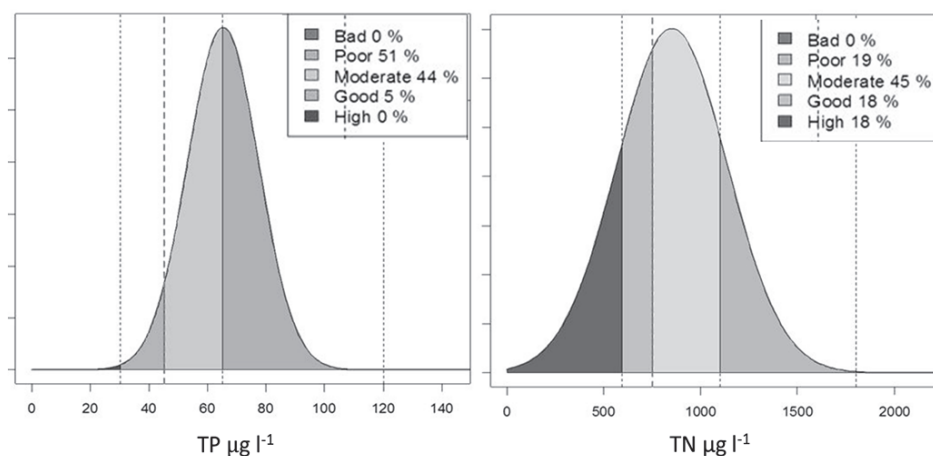 Bad 0 %
Poor 51 %
Moderate 44 %
Good 5 %
High 0 %
0 20 40 60 80 100 120 140
TP µg l-1
Bad 0 %
Poor 19 %
Moderate 45 %
Good 18 %
High 18 %
0 500 1000 1500 2000
TN µg l-1